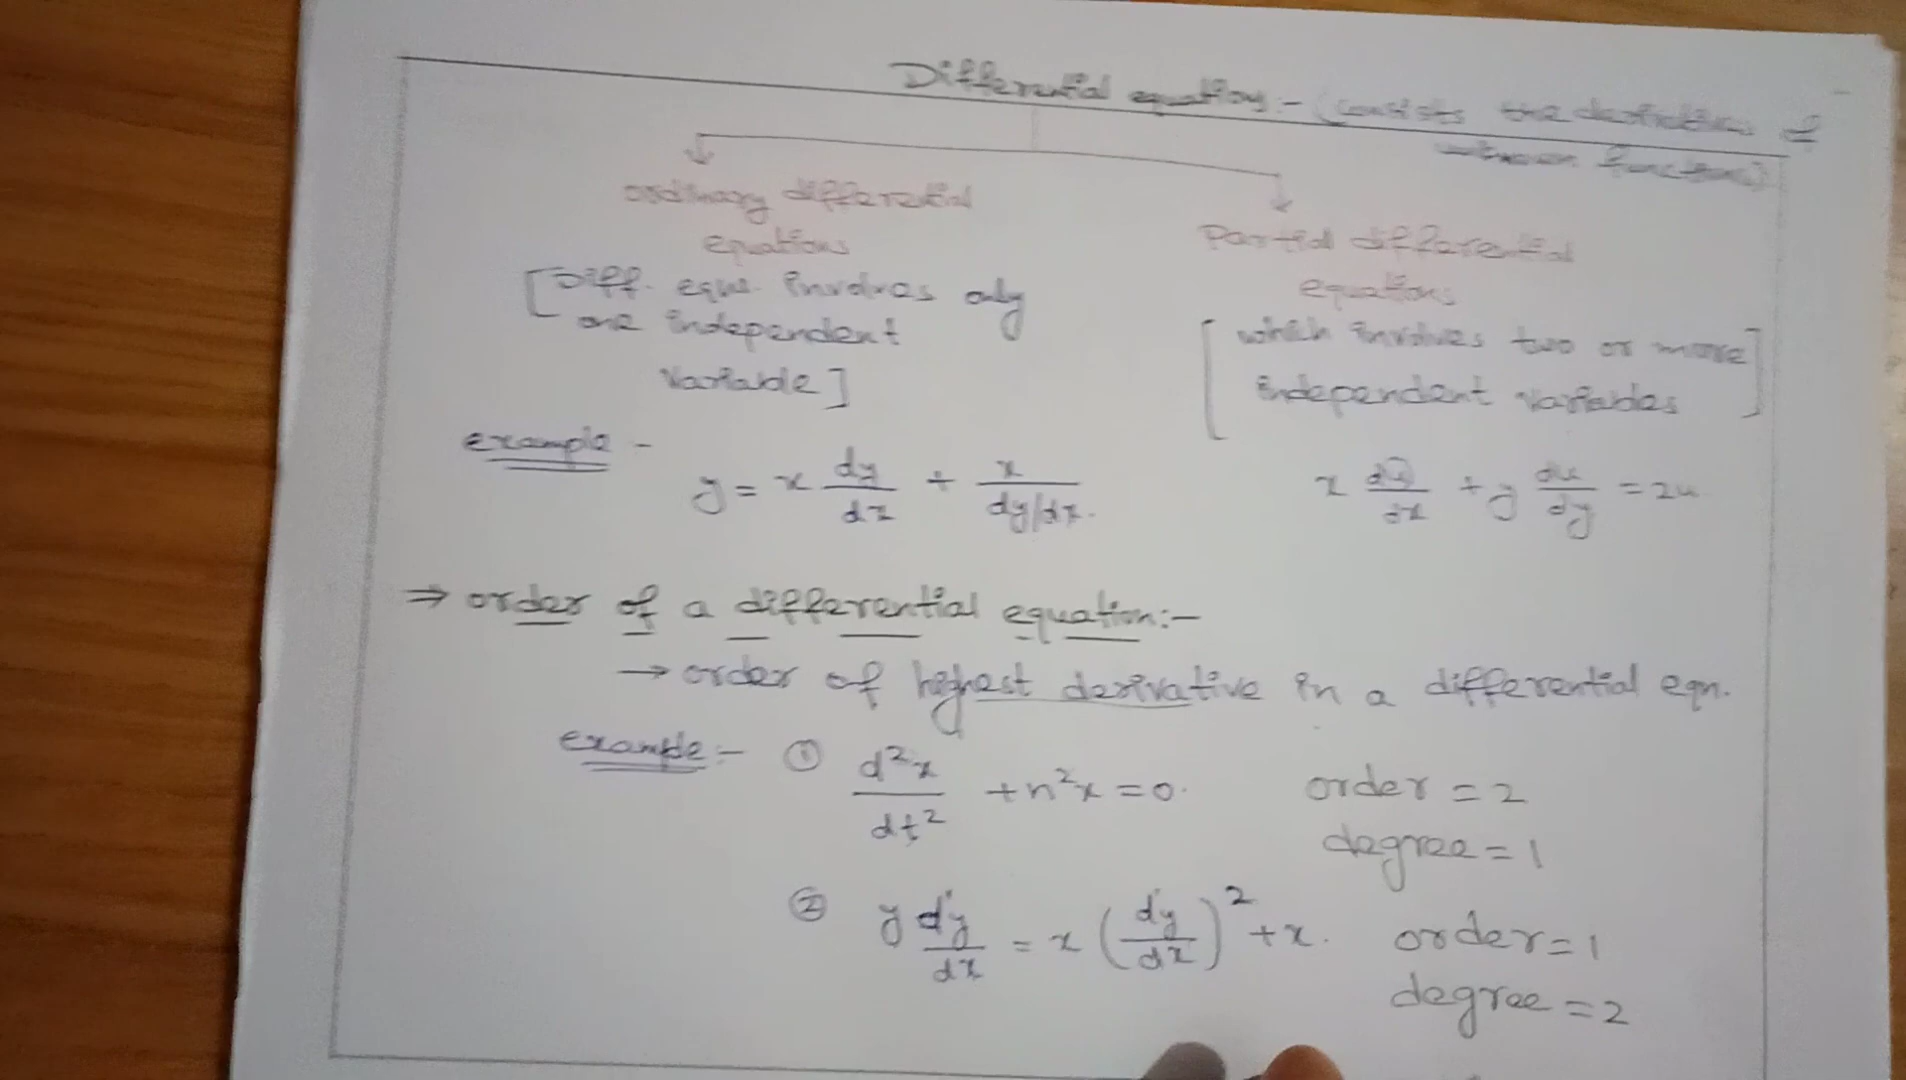 Differential equations :- (consists the derivatives of
unknown functions)
ordinary differential
equations
[Diff. equs. involves only
one independent
variable]
Partial differential
equations
[which involves two or more
independent variables]
example -
y = x dy/dx + x/(dy/dx).
x du/dx + y du/dy = 2u
⇒ order of a differential equation:-
→ order of highest derivative in a differential eqn.
example :- ① d²x/dt² + n²x = 0. order = 2
degree = 1
② y dy/dx = x (dy/dx)² + x. order = 1
degree = 2